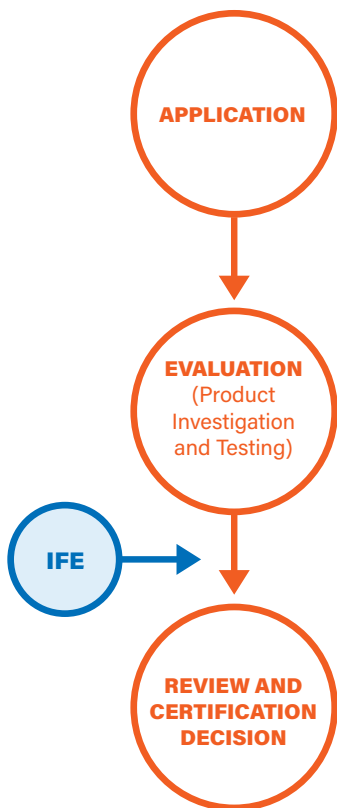 APPLICATION
EVALUATION
(Product
Investigation
and Testing)
IFE
REVIEW AND
CERTIFICATION
DECISION